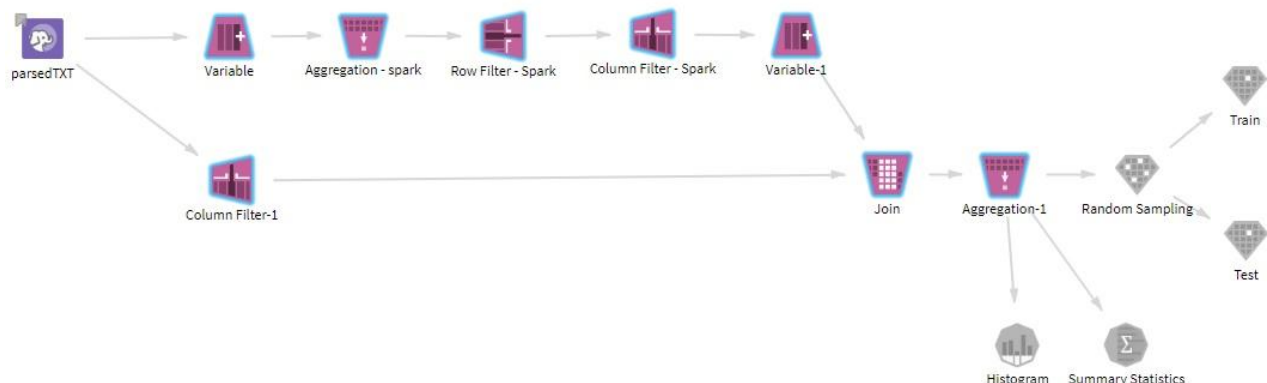 parsedTXT
Variable
Aggregation - spark
Row Filter - Spark
Column Filter - Spark
Variable-1
Train
Column Filter-1
Join
Aggregation-1
Random Sampling
Test
Histogram
Summary Statistics